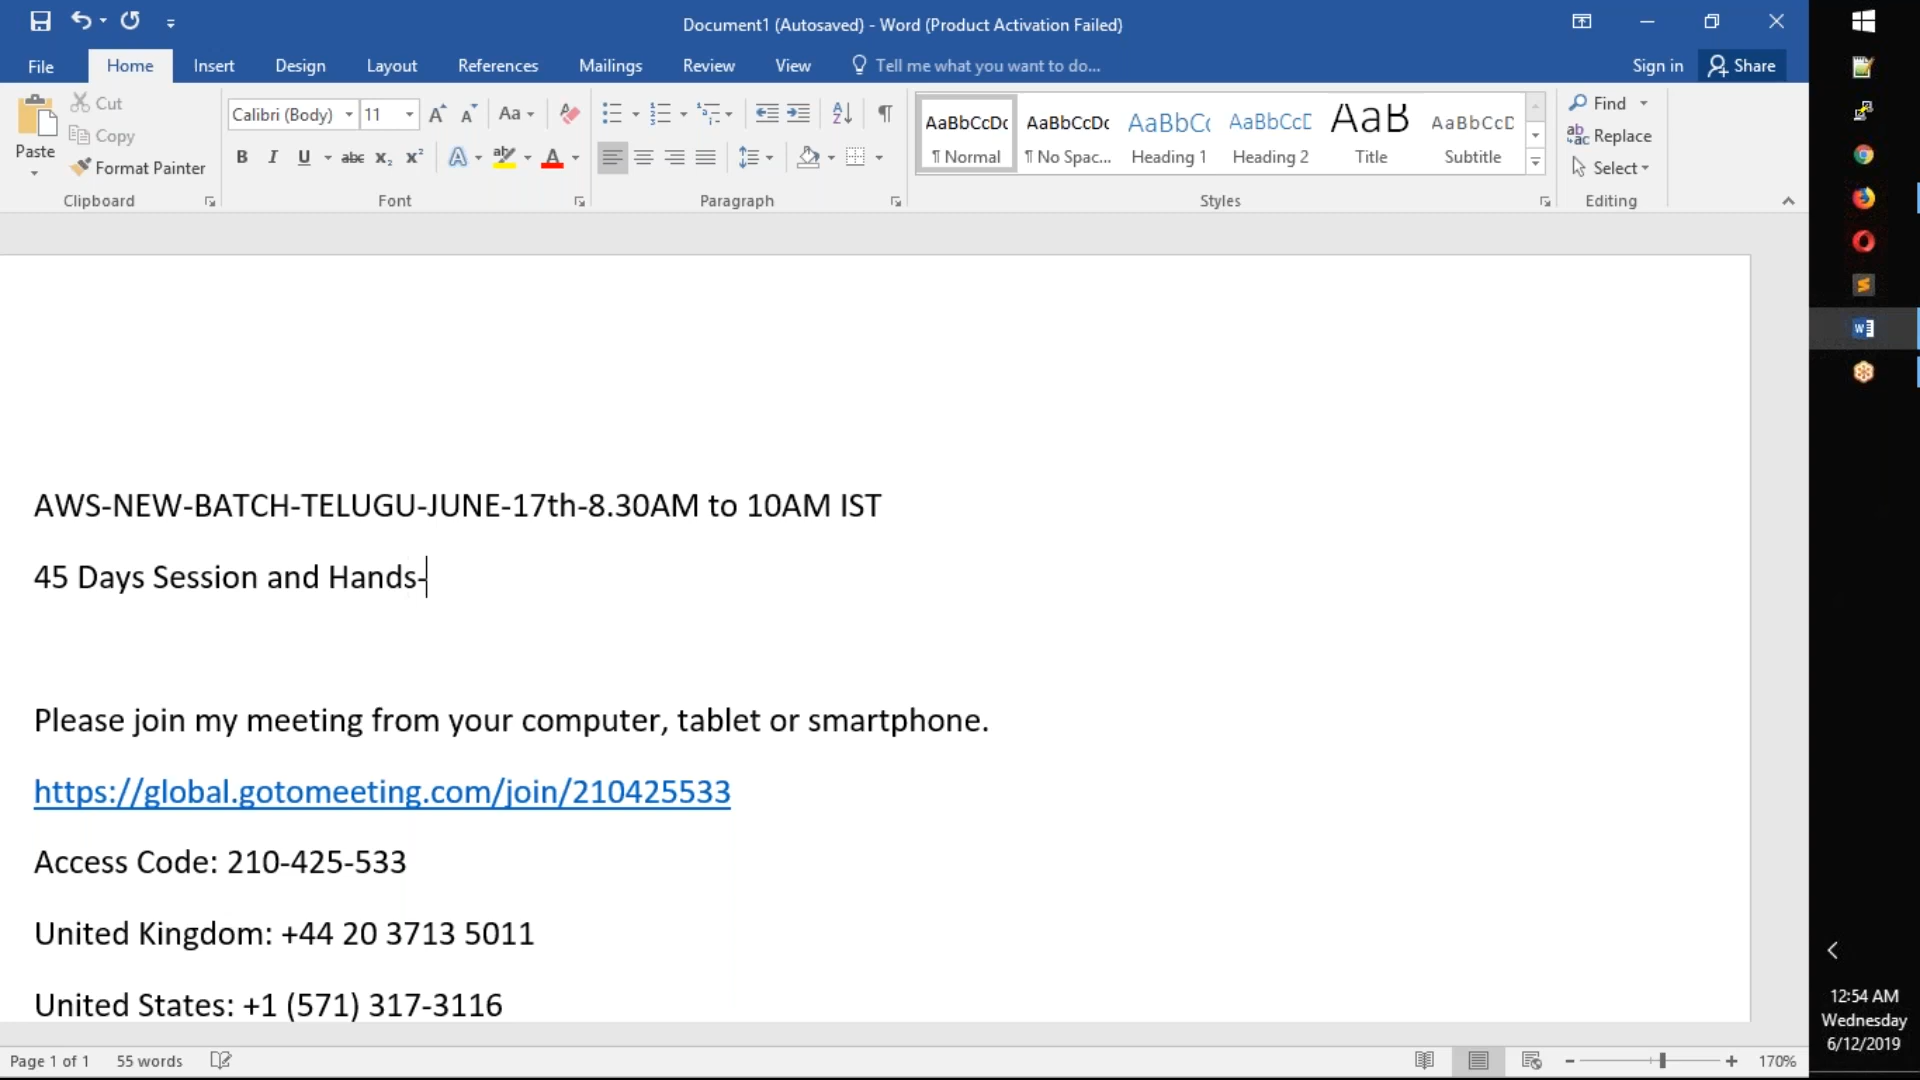 Document1 (Autosaved) - Word (Product Activation Failed)
File Home Insert Design Layout References Mailings Review View Tell me what you want to do... Sign in Share
Paste
Cut
Copy
Format Painter
Clipboard
Calibri (Body) 11
Font
Paragraph
AaBbCcDc AaBbCcDc AaBbCc AaBbCcD AaB AaBbCcD
¶ Normal ¶ No Spac... Heading 1 Heading 2 Title Subtitle
Styles
Find
Replace
Select
Editing
AWS-NEW-BATCH-TELUGU-JUNE-17th-8.30AM to 10AM IST
45 Days Session and Hands-
Please join my meeting from your computer, tablet or smartphone.
https://global.gotomeeting.com/join/210425533
Access Code: 210-425-533
United Kingdom: +44 20 3713 5011
United States: +1 (571) 317-3116
Page 1 of 1 55 words 170%
12:54 AM
Wednesday
6/12/2019